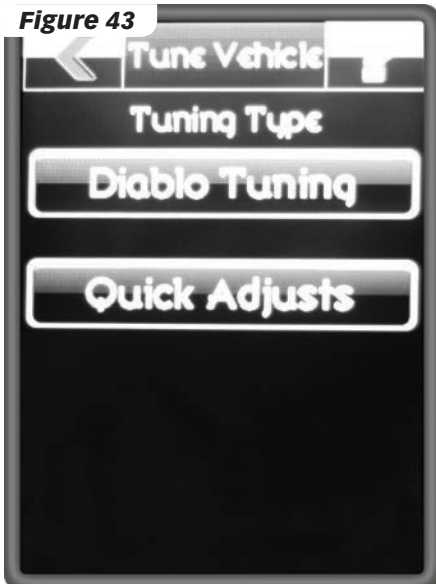 Figure 43
Tune Vehicle
Tuning Type
Diablo Tuning
Quick Adjusts